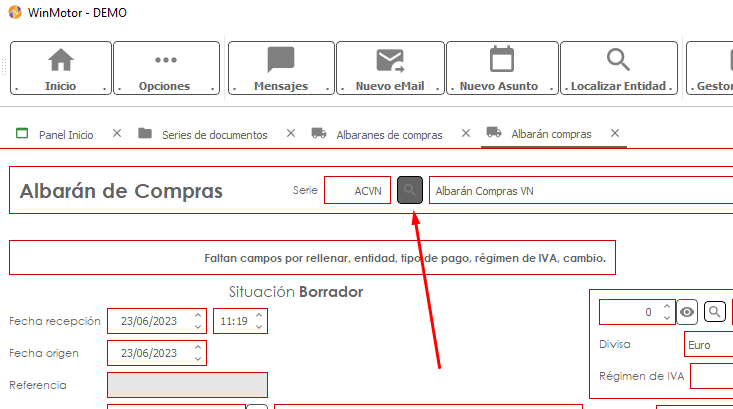 WinMotor - DEMO
. Inicio .
. Opciones .
. Mensajes .
. Nuevo eMail .
. Nuevo Asunto .
. Localizar Entidad .
. Gestor
Panel Inicio
Series de documentos
Albaranes de compras
Albarán compras
Albarán de Compras
Serie
ACVN
Albarán Compras VN
Faltan campos por rellenar, entidad, tipo de pago, régimen de IVA, cambio.
Situación Borrador
Fecha recepción 23/06/2023 11:19
0
Fecha origen 23/06/2023
Divisa Euro
Régimen de IVA
Referencia